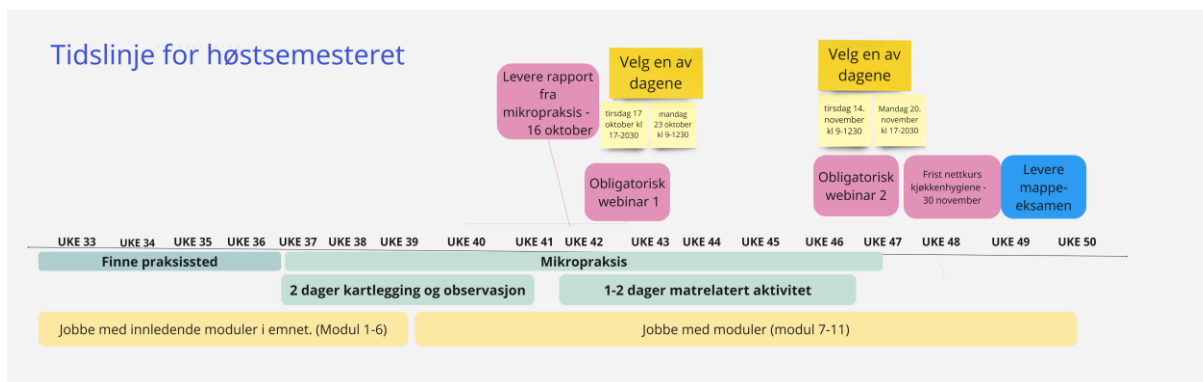 Tidslinje for høstsemesteret
Levere rapport
fra
mikropraksis -
16 oktober
Velg en av
dagene
tirsdag 17
oktober kl
17-2030
mandag
23 oktober
kl 9-1230
Obligatorisk
webinar 1
Velg en av
dagene
tirsdag 14.
november
kl 9-1230
Mandag 20.
november
kl 17-2030
Obligatorisk
webinar 2
Frist nettkurs
kjøkkenhygiene -
30 november
Levere
mappe-
eksamen
UKE 33 UKE 34 UKE 35 UKE 36 UKE 37 UKE 38 UKE 39 UKE 40 UKE 41 UKE 42 UKE 43 UKE 44 UKE 45 UKE 46 UKE 47 UKE 48 UKE 49 UKE 50
Finne praksissted
Mikropraksis
2 dager kartlegging og observasjon
1-2 dager matrelatert aktivitet
Jobbe med innledende moduler i emnet. (Modul 1-6)
Jobbe med moduler (modul 7-11)